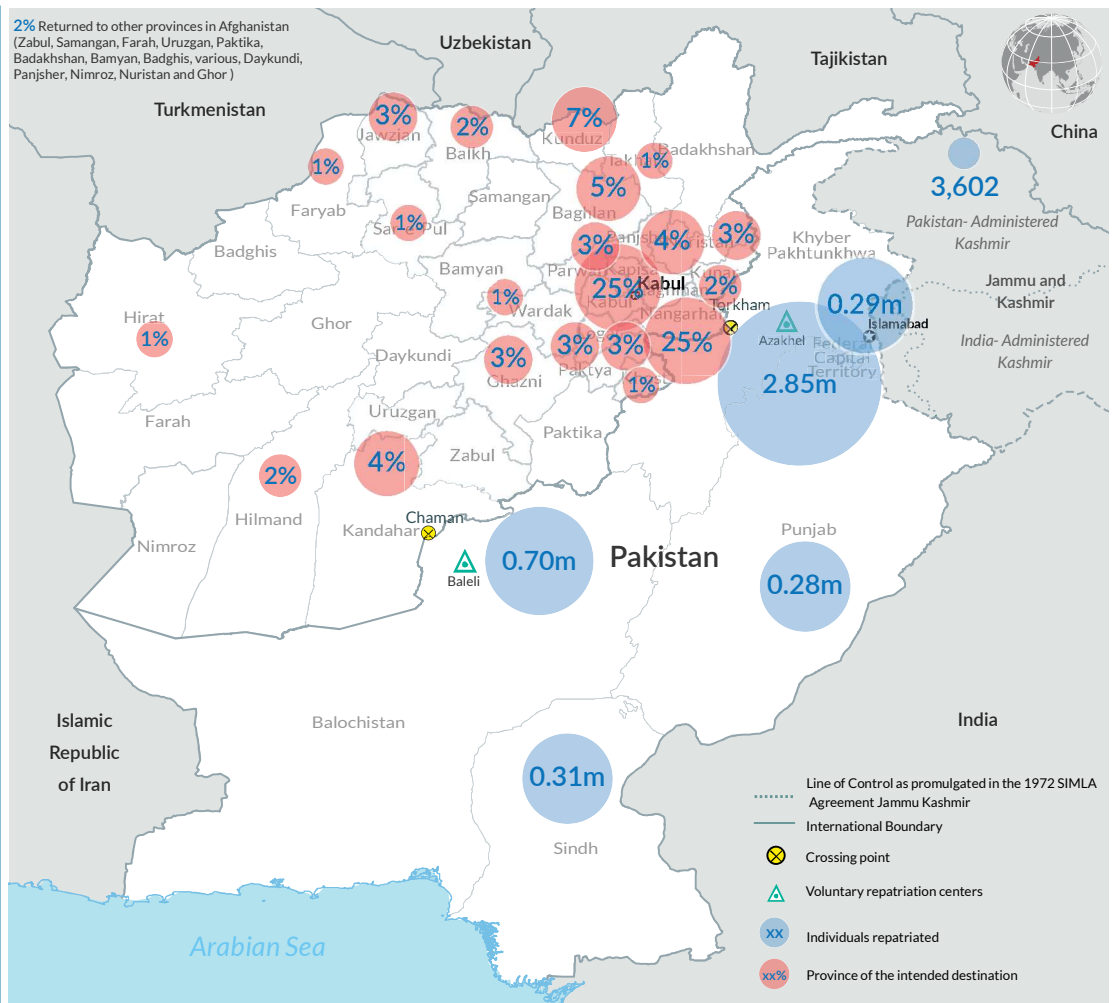 2% Returned to other provinces in Afghanistan
(Zabul, Samangan, Farah, Uruzgan, Paktika,
Badakhshan, Bamyan, Badghis, various, Daykundi,
Panjsher, Nimroz, Nuristan and Ghor )
Uzbekistan
Tajikistan
Turkmenistan
China
3%
Jawzjan
2%
Balkh
7%
Kunduz
1%
Badakhshan
1%
Faryab
5%
Baghlan
Samangan
3,602
Pakistan- Administered
Kashmir
1%
3%
4%
3%
Khyber
Pakhtunkhwa
Badghis
Bamyan
Parwan
Kapisa
Kunar
2%
25%
Kabul
Kabul
Jammu and
Kashmir
1%
Wardak
Nangarhar
Torkham
0.29m
Islamabad
Hirat
1%
Ghor
3%
3%
25%
Azakhel
Federal
Capital
Territory
India- Administered
Kashmir
Daykundi
3%
Ghazni
Paktya
1%
2.85m
Farah
Uruzgan
Zabul
Paktika
4%
2%
Hilmand
Kandahar
Chaman
Nimroz
Baleli
0.70m
Pakistan
Punjab
0.28m
Islamic
Republic
of Iran
Balochistan
India
0.31m
Sindh
Arabian Sea
Line of Control as promulgated in the 1972 SIMLA
Agreement Jammu Kashmir
International Boundary
Crossing point
Voluntary repatriation centers
xx
Individuals repatriated
xx%
Province of the intended destination